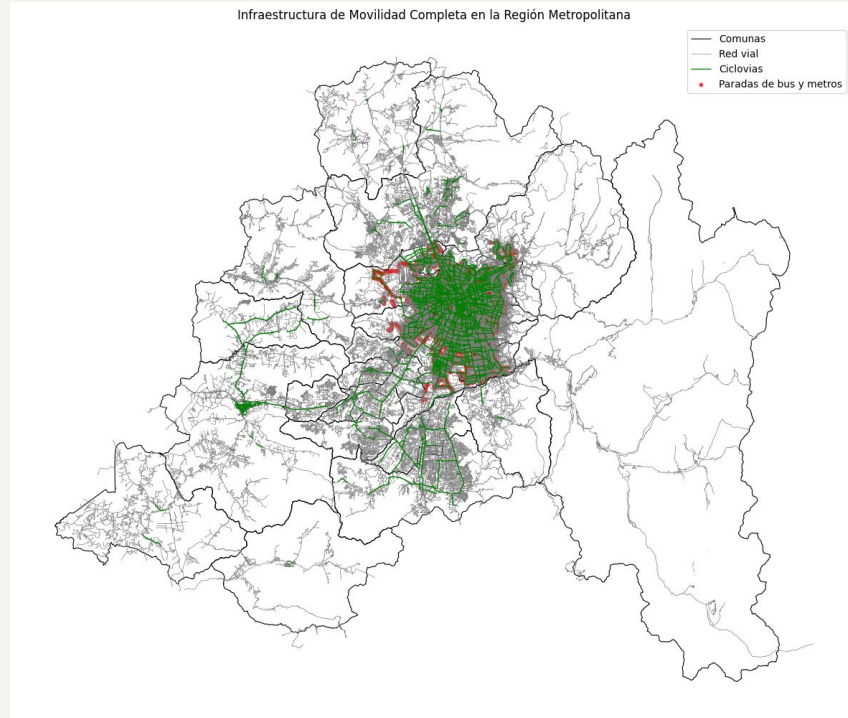 Infraestructura de Movilidad Completa en la Región Metropolitana
Comunas
Red vial
Ciclovias
Paradas de bus y metros